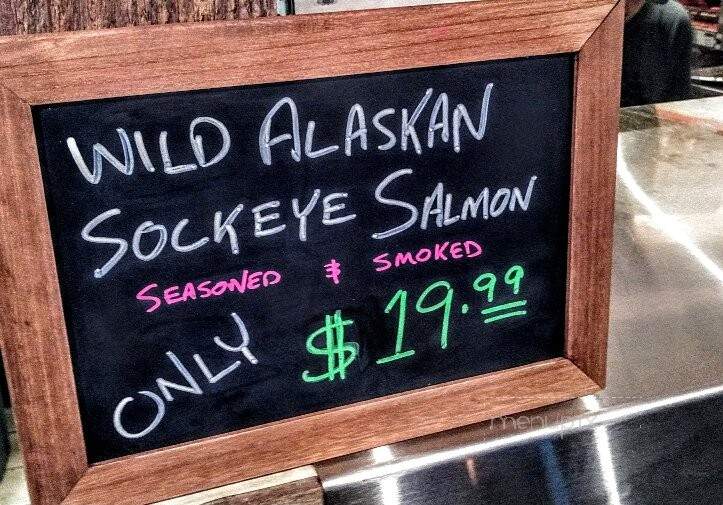 WILD ALASKAN
SOCKEYE SALMON
SEASONED & SMOKED
ONLY $19.99